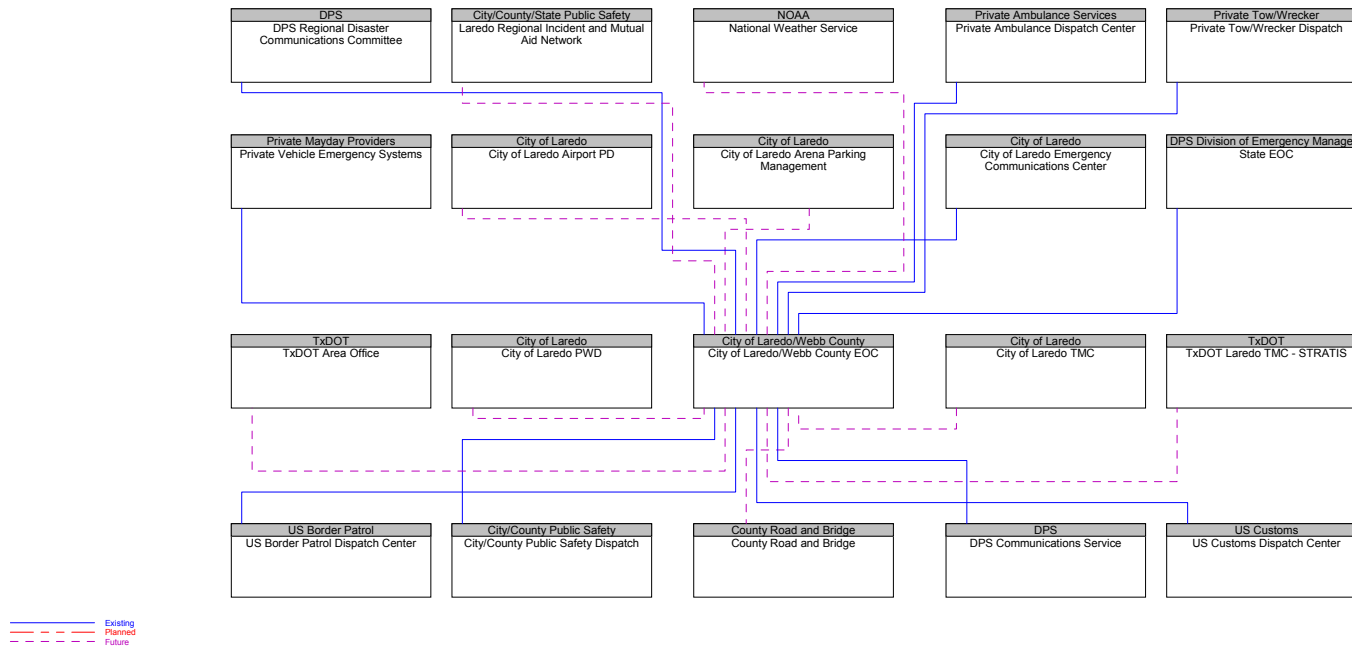 DPS
DPS Regional Disaster
Communications Committee
City/County/State Public Safety
Laredo Regional Incident and Mutual
Aid Network
NOAA
National Weather Service
Private Ambulance Services
Private Ambulance Dispatch Center
Private Tow/Wrecker
Private Tow/Wrecker Dispatch
Private Mayday Providers
Private Vehicle Emergency Systems
City of Laredo
City of Laredo Airport PD
City of Laredo
City of Laredo Arena Parking
Management
City of Laredo
City of Laredo Emergency
Communications Center
DPS Division of Emergency Manage
State EOC
TxDOT
TxDOT Area Office
City of Laredo
City of Laredo PWD
City of Laredo/Webb County
City of Laredo/Webb County EOC
City of Laredo
City of Laredo TMC
TxDOT
TxDOT Laredo TMC - STRATIS
US Border Patrol
US Border Patrol Dispatch Center
City/County Public Safety
City/County Public Safety Dispatch
County Road and Bridge
County Road and Bridge
DPS
DPS Communications Service
US Customs
US Customs Dispatch Center
Existing
Planned
Future